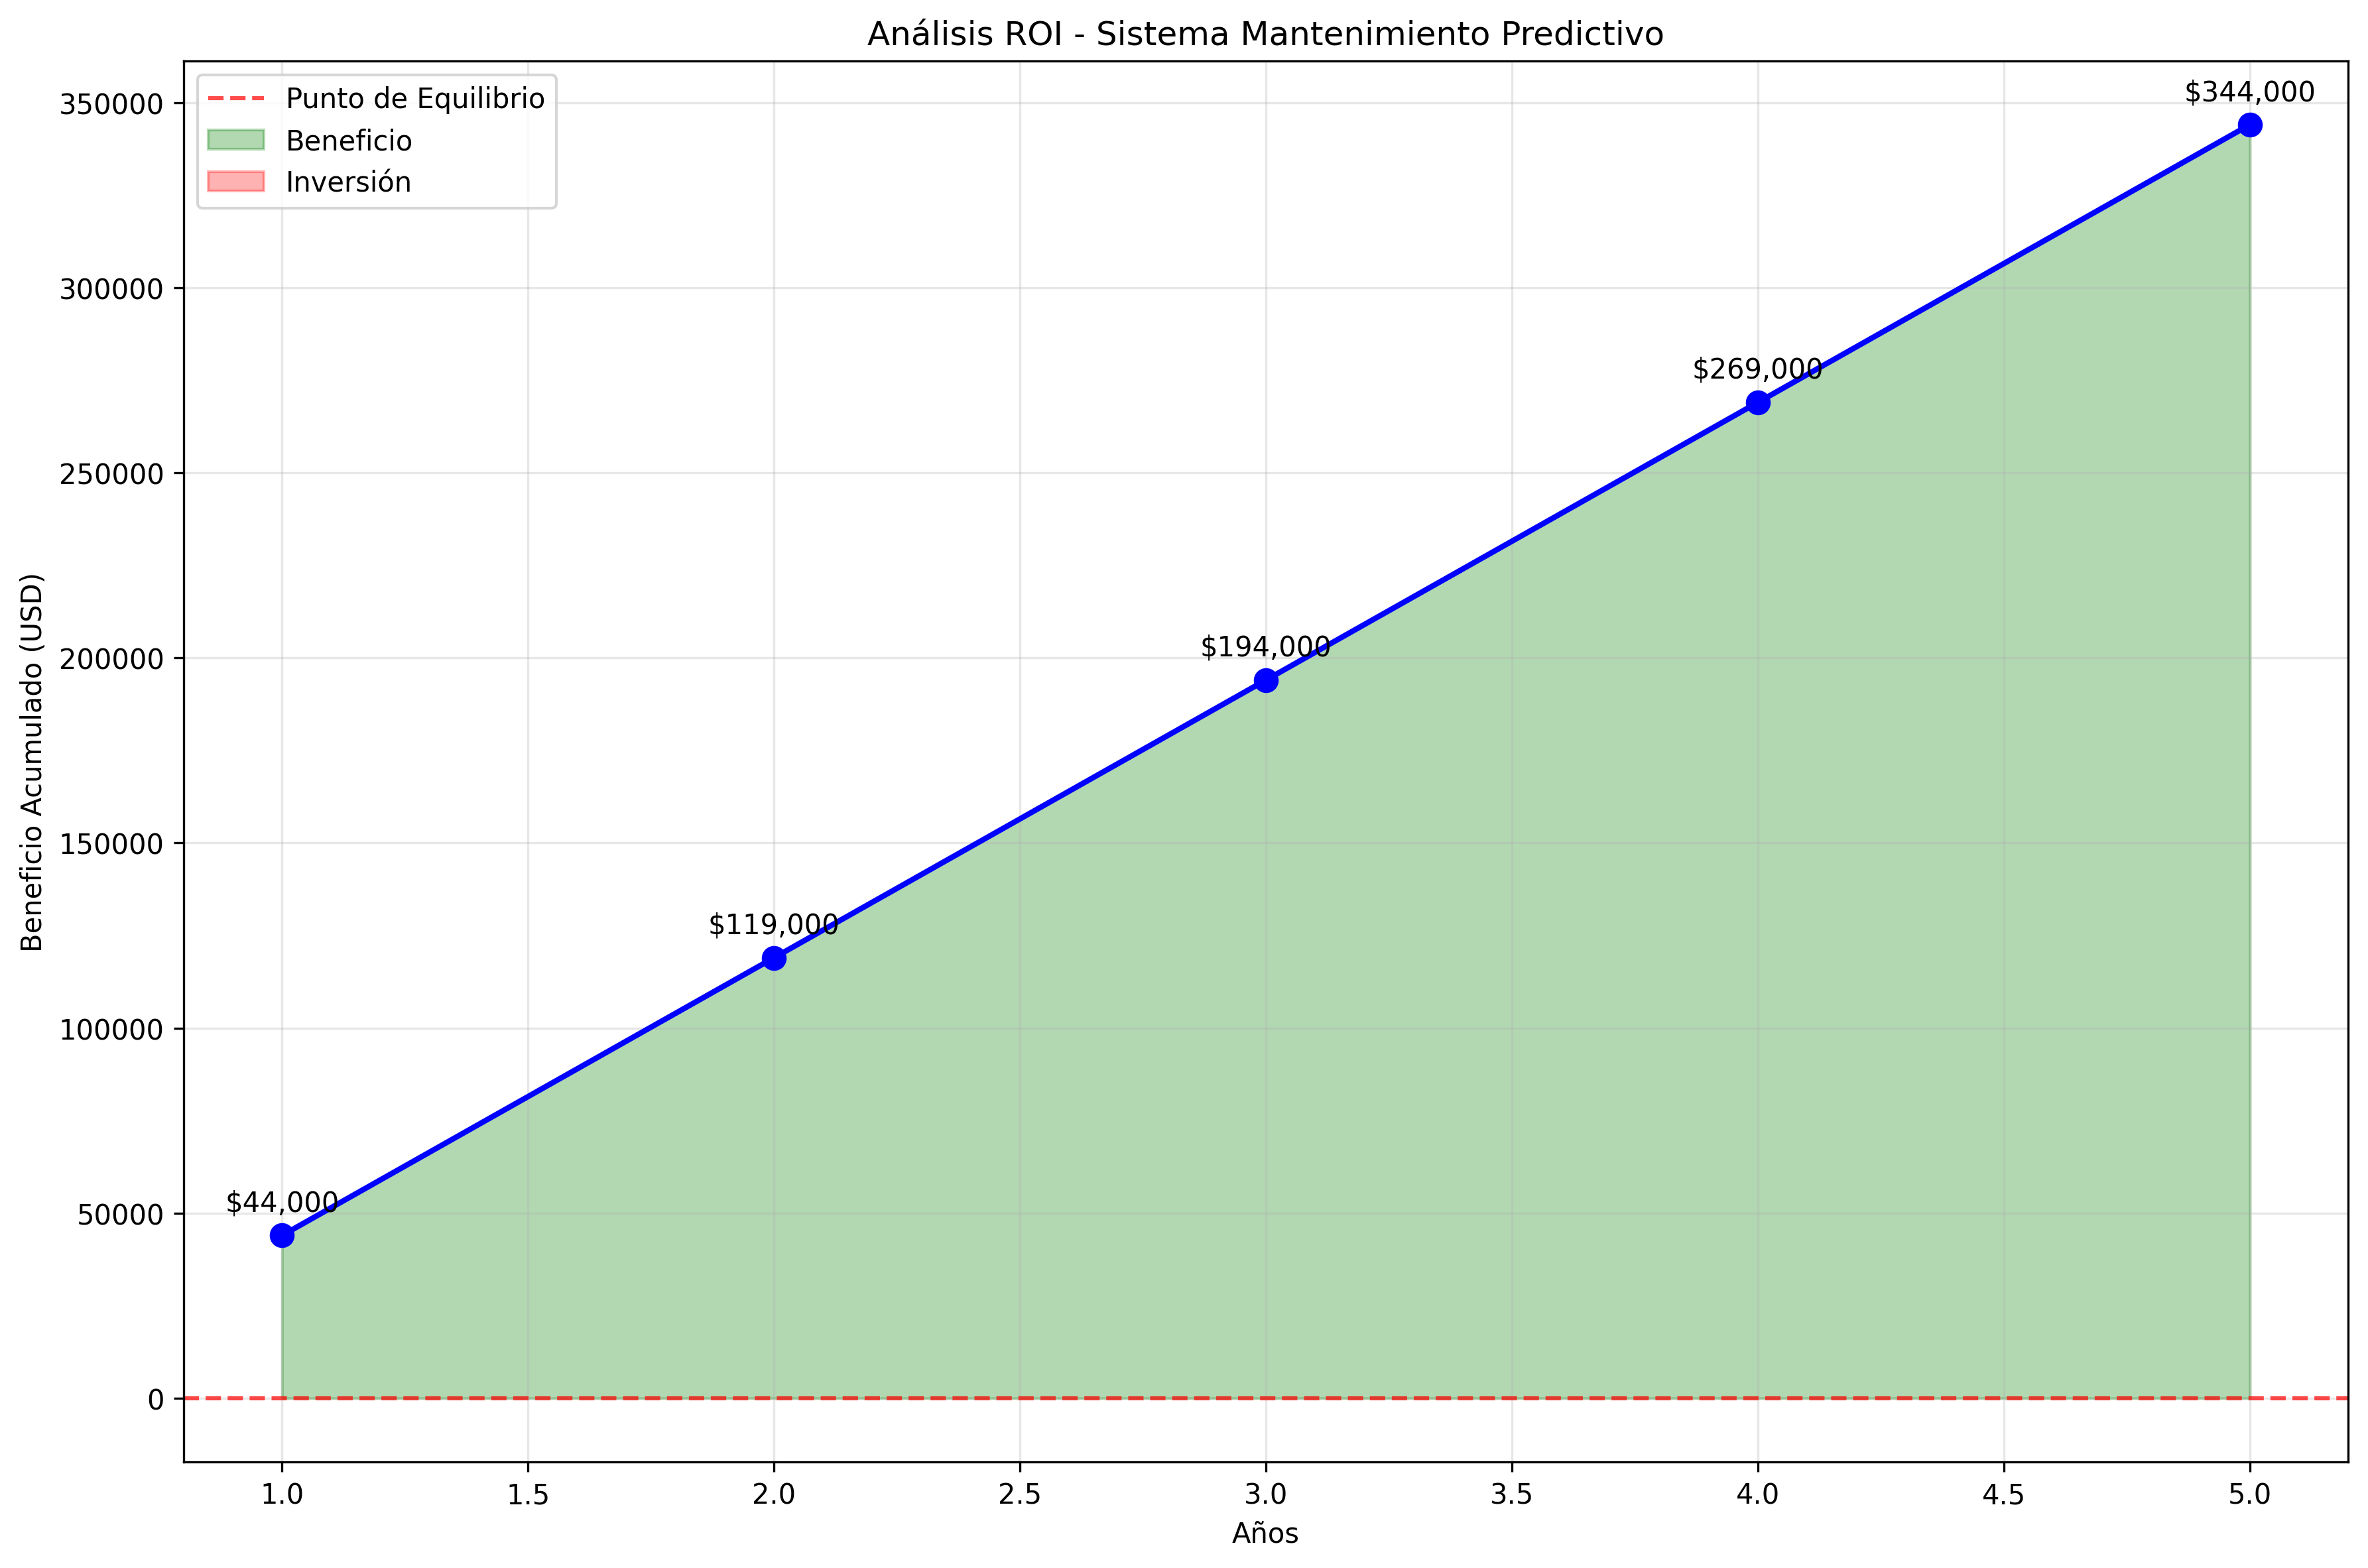 Análisis ROI - Sistema Mantenimiento Predictivo
Punto de Equilibrio
Beneficio
Inversión
Beneficio Acumulado (USD)
350000
300000
250000
200000
150000
100000
50000
0
$44,000
$119,000
$194,000
$269,000
$344,000
1.0 1.5 2.0 2.5 3.0 3.5 4.0 4.5 5.0
Años